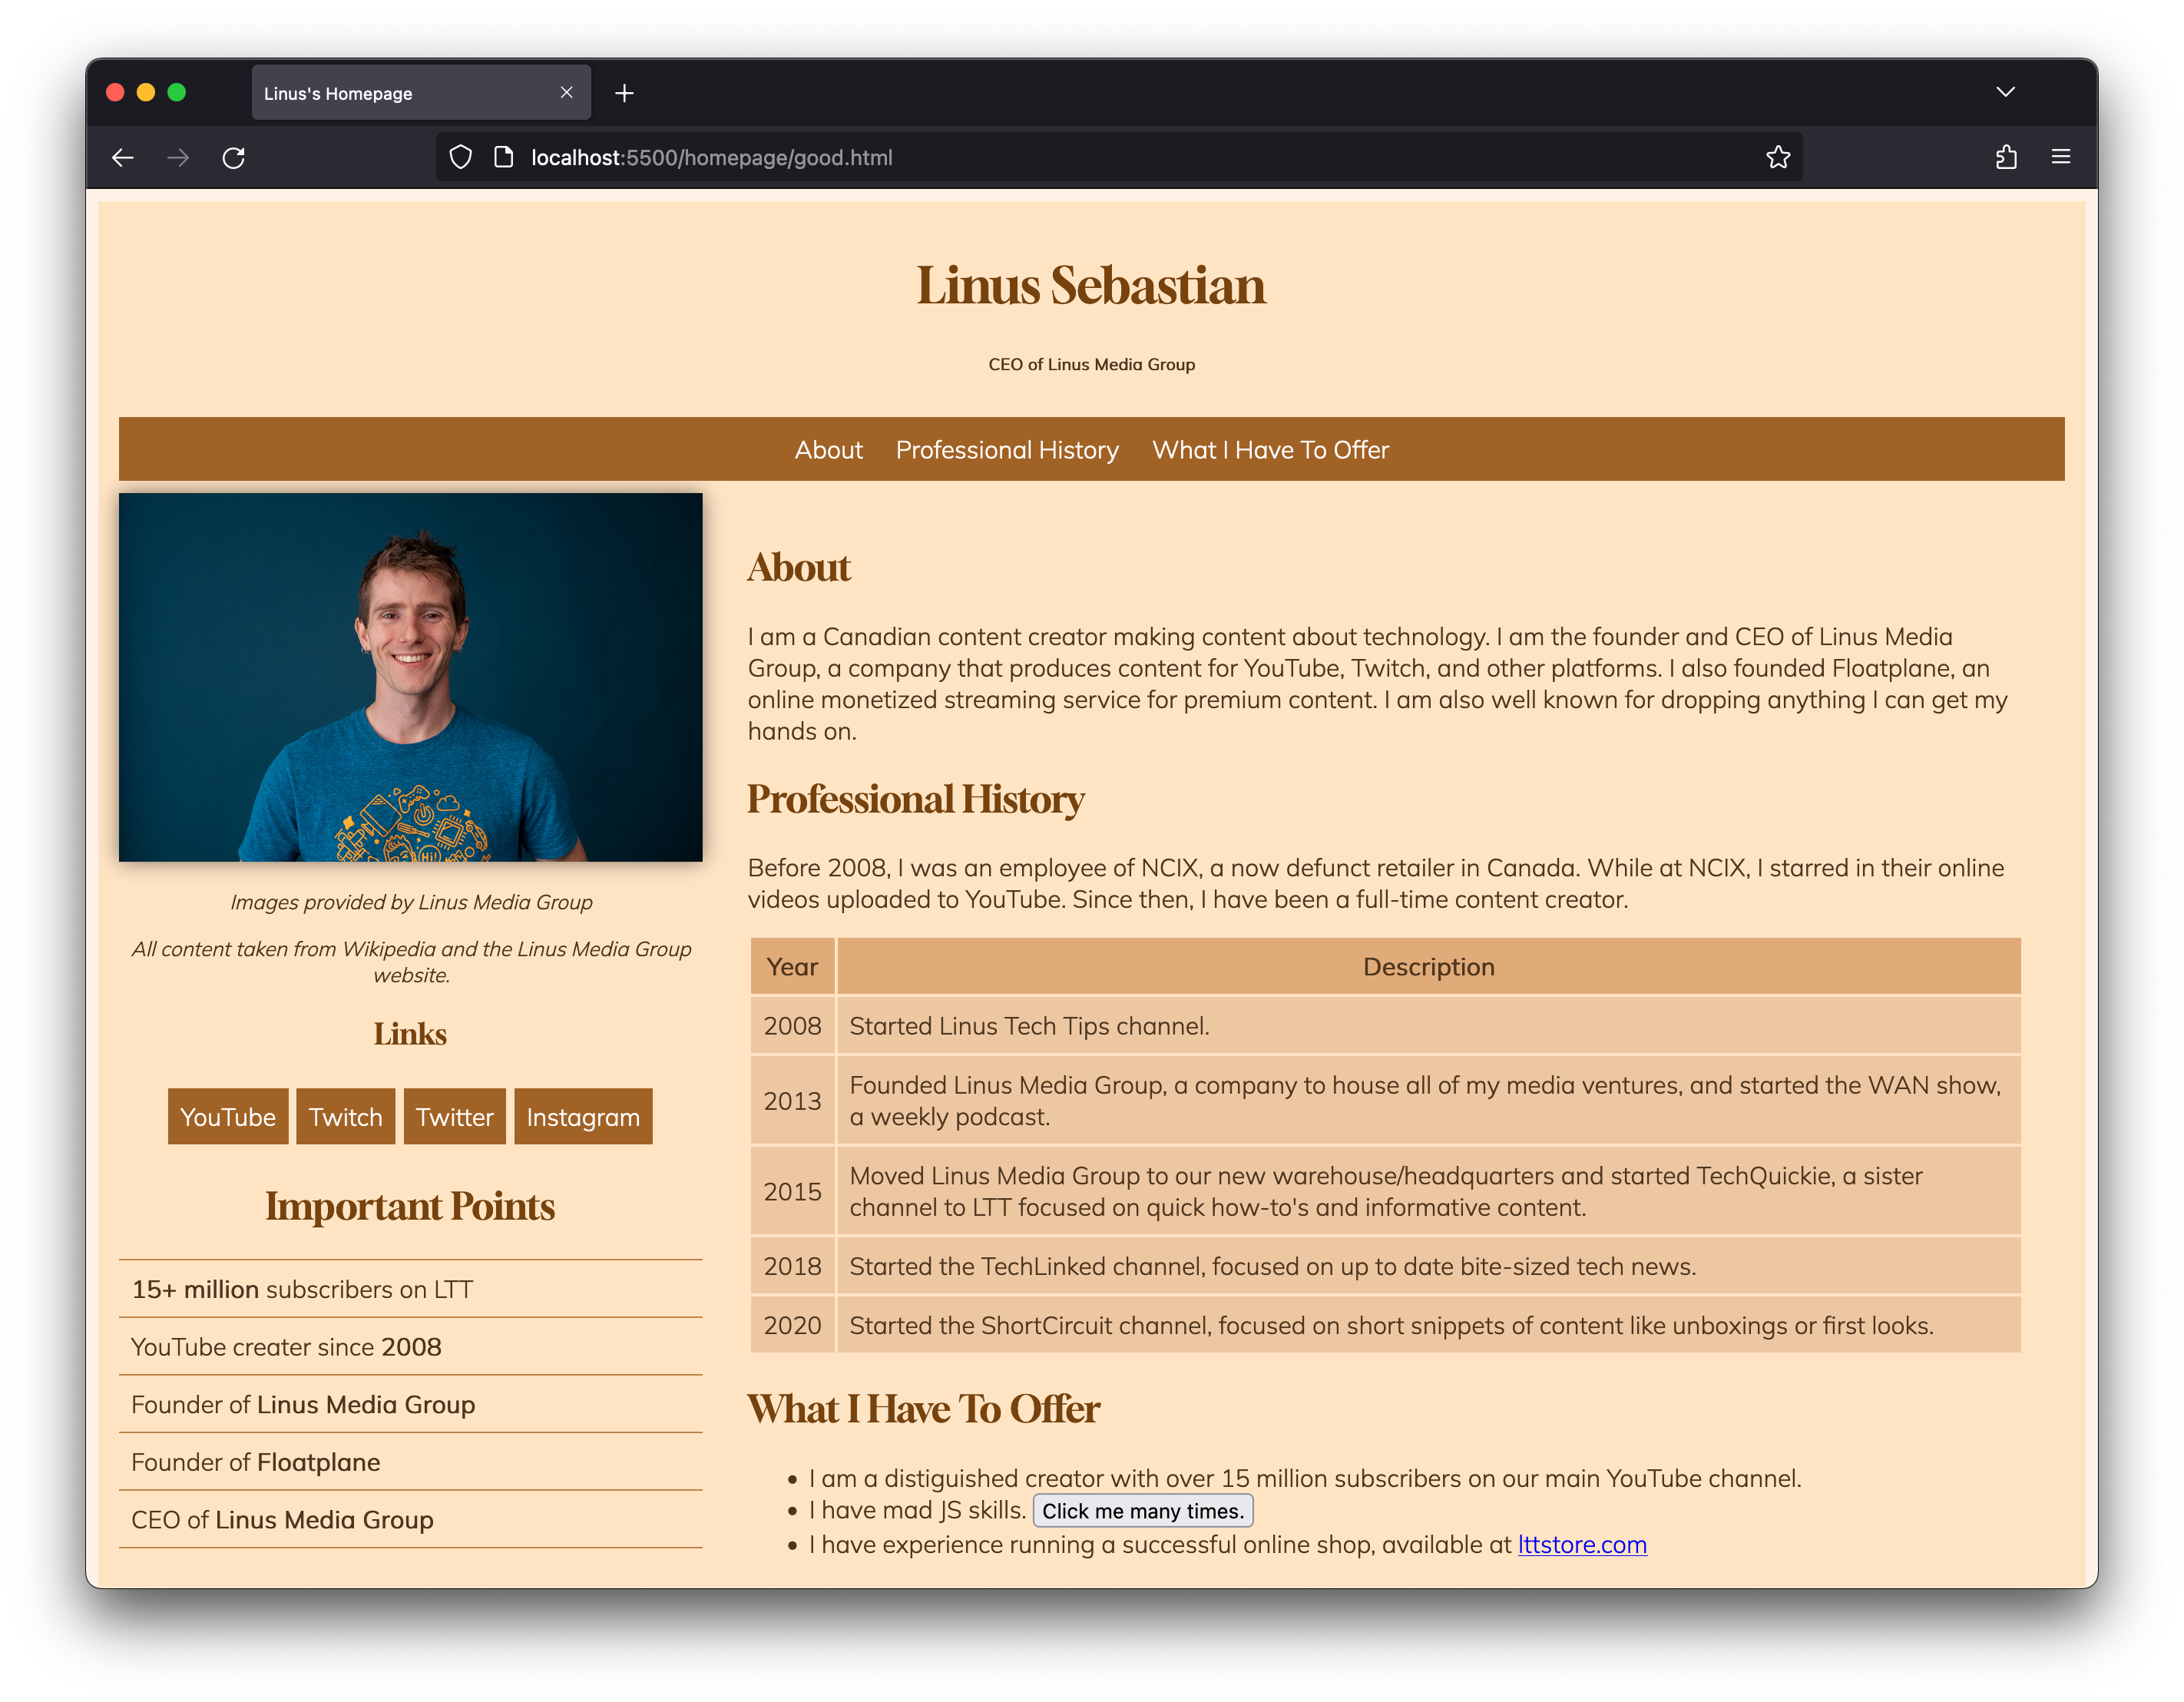 Linus's Homepage
localhost:5500/homepage/good.html
Linus Sebastian
CEO of Linus Media Group
About Professional History What I Have To Offer
Images provided by Linus Media Group
All content taken from Wikipedia and the Linus Media Group
website.
Links
YouTube Twitch Twitter Instagram
Important Points
15+ million subscribers on LTT
YouTube creater since 2008
Founder of Linus Media Group
Founder of Floatplane
CEO of Linus Media Group
About
I am a Canadian content creator making content about technology. I am the founder and CEO of Linus Media
Group, a company that produces content for YouTube, Twitch, and other platforms. I also founded Floatplane, an
online monetized streaming service for premium content. I am also well known for dropping anything I can get my
hands on.
Professional History
Before 2008, I was an employee of NCIX, a now defunct retailer in Canada. While at NCIX, I starred in their online
videos uploaded to YouTube. Since then, I have been a full-time content creator.
Year Description
2008 Started Linus Tech Tips channel.
2013 Founded Linus Media Group, a company to house all of my media ventures, and started the WAN show,
a weekly podcast.
2015 Moved Linus Media Group to our new warehouse/headquarters and started TechQuickie, a sister
channel to LTT focused on quick how-to's and informative content.
2018 Started the TechLinked channel, focused on up to date bite-sized tech news.
2020 Started the ShortCircuit channel, focused on short snippets of content like unboxings or first looks.
What I Have To Offer
I am a distiguished creator with over 15 million subscribers on our main YouTube channel.
I have mad JS skills. Click me many times.
I have experience running a successful online shop, available at lttstore.com
Hi!